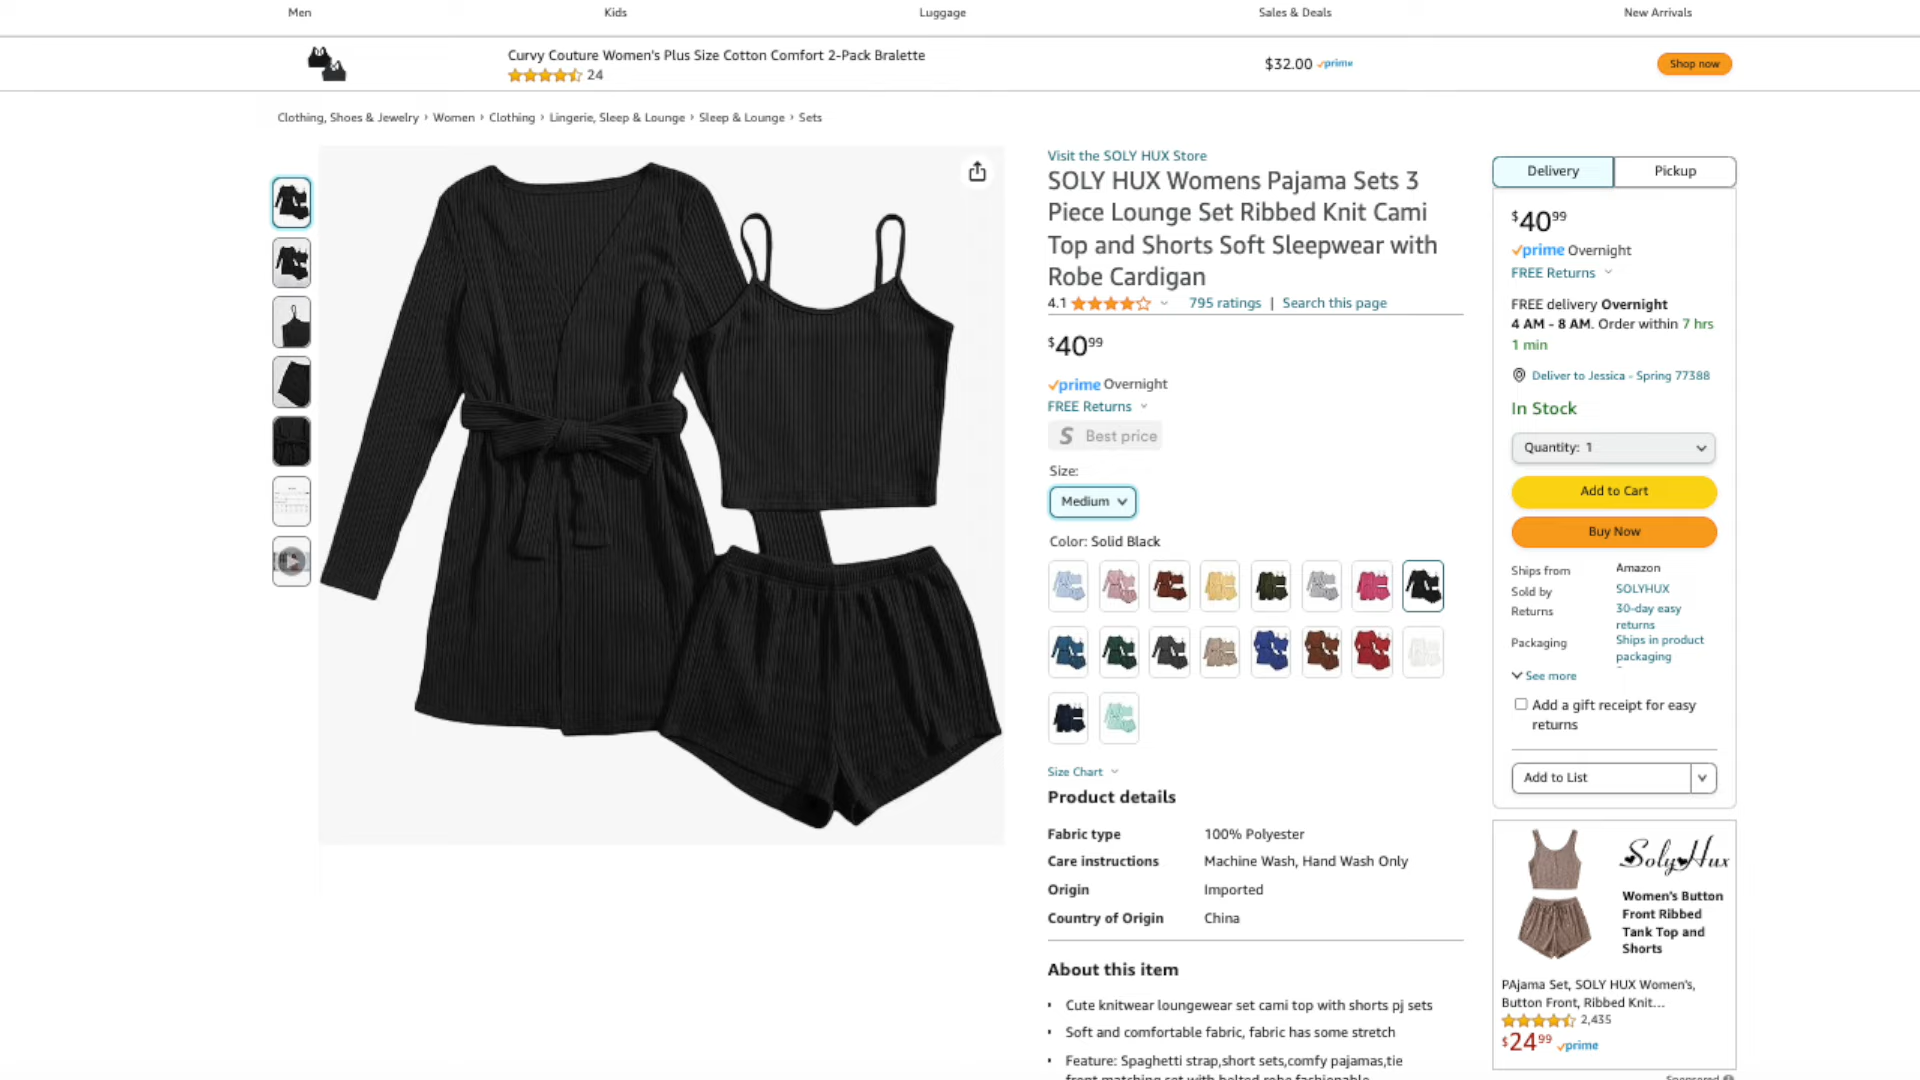 Men
Kids
Luggage
Sales & Deals
New Arrivals
Curvy Couture Women's Plus Size Cotton Comfort 2-Pack Bralette
24
$32.00 prime
Shop now
Clothing, Shoes & Jewelry › Women › Clothing › Lingerie, Sleep & Lounge › Sleep & Lounge › Sets
Visit the SOLY HUX Store
SOLY HUX Womens Pajama Sets 3
Piece Lounge Set Ribbed Knit Cami
Top and Shorts Soft Sleepwear with
Robe Cardigan
4.1
795 ratings | Search this page
$40 99
prime Overnight
FREE Returns
S Best price
Size:
Medium
Color: Solid Black
Size Chart
Product details
Fabric type 100% Polyester
Care instructions Machine Wash, Hand Wash Only
Origin Imported
Country of Origin China
About this item
• Cute knitwear loungewear set cami top with shorts pj sets
• Soft and comfortable fabric, fabric has some stretch
• Feature: Spaghetti strap,short sets,comfy pajamas,tie
front matching set with belted robe fashionable
Delivery
Pickup
$40 99
prime Overnight
FREE Returns
FREE delivery Overnight
4 AM - 8 AM. Order within 7 hrs
1 min
Deliver to Jessica - Spring 77388
In Stock
Quantity: 1
Add to Cart
Buy Now
Ships from Amazon
Sold by SOLYHUX
Returns 30-day easy
returns
Packaging Ships in product
packaging
See more
Add a gift receipt for easy
returns
Add to List
SolyHux
Women's Button
Front Ribbed
Tank Top and
Shorts
PAjama Set, SOLY HUX Women's,
Button Front, Ribbed Knit...
2,435
$24 99 prime
Sponsored